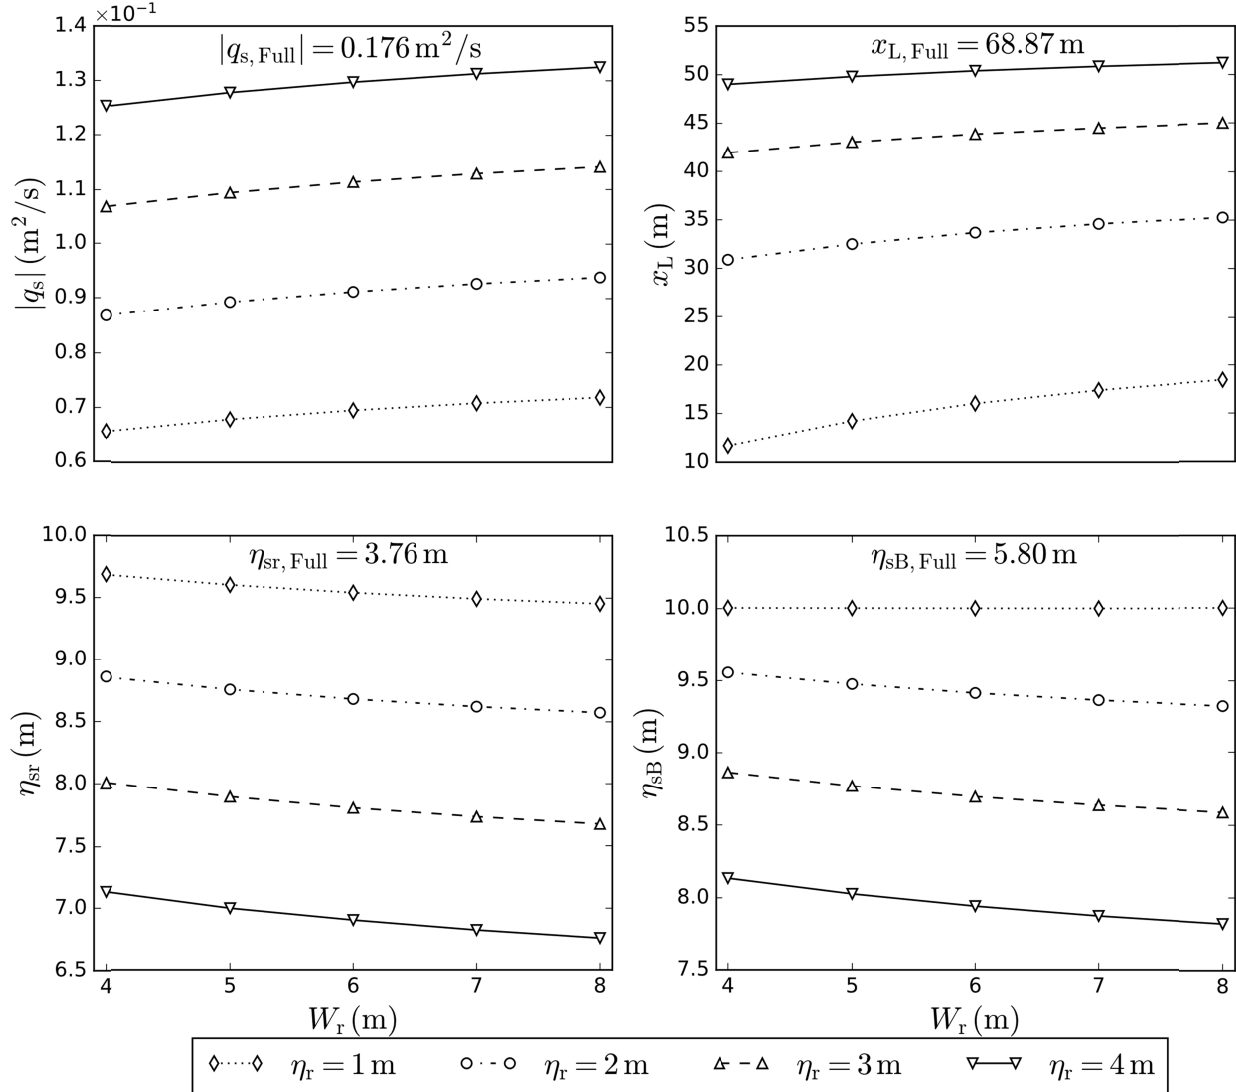 ×10⁻¹
|q_s,Full| = 0.176 m²/s
1.4
1.3
1.2
1.1
1.0
0.9
0.8
0.7
0.6
|q_s| (m²/s)
x_L,Full = 68.87 m
55
50
45
40
35
30
25
20
15
10
x_L (m)
η_sr,Full = 3.76 m
10.0
9.5
9.0
8.5
8.0
7.5
7.0
6.5
η_sr (m)
4 5 6 7 8
W_r (m)
η_sB,Full = 5.80 m
10.5
10.0
9.5
9.0
8.5
8.0
7.5
η_sB (m)
4 5 6 7 8
W_r (m)
η_r = 1 m η_r = 2 m η_r = 3 m η_r = 4 m